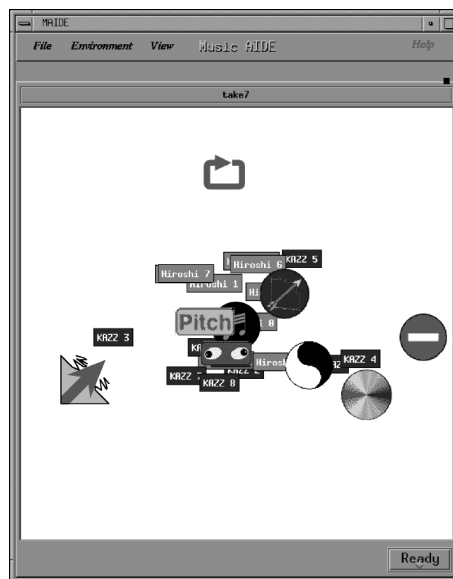 MAIDE
File Environment View Music AIDE Help
take7
Hiroshi 6
KAZZ 5
Hiroshi 7
Hiroshi 1
Pitch
KAZZ 3
KAZZ 4
KAZZ 8
Ready